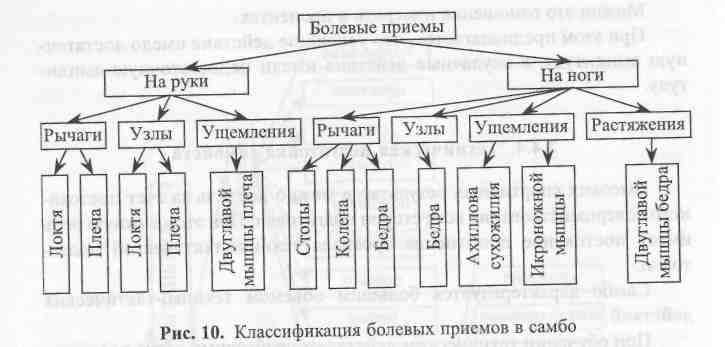 Болевые приемы
На руки
На ноги
Рычаги
Узлы
Ущемления
Рычаги
Узлы
Ущемления
Растяжения
Локтя
Плеча
Локтя
Плеча
Двуглавой
мышцы плеча
Стопы
Колена
Бедра
Бедра
Ахиллова
сухожилия
Икроножной
мышцы
Двуглавой
мышцы бедра
Рис. 10. Классификация болевых приемов в самбо